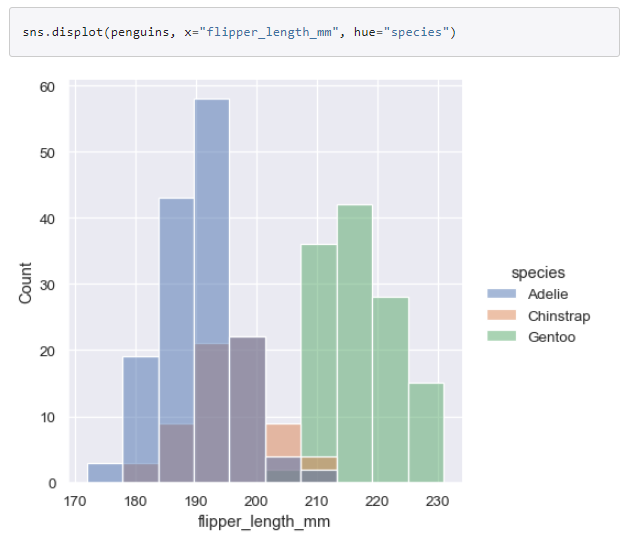 sns.displot(penguins, x="flipper_length_mm", hue="species")
60
50
40
30
20
10
0
Count
170 180 190 200 210 220 230
flipper_length_mm
species
Adelie
Chinstrap
Gentoo